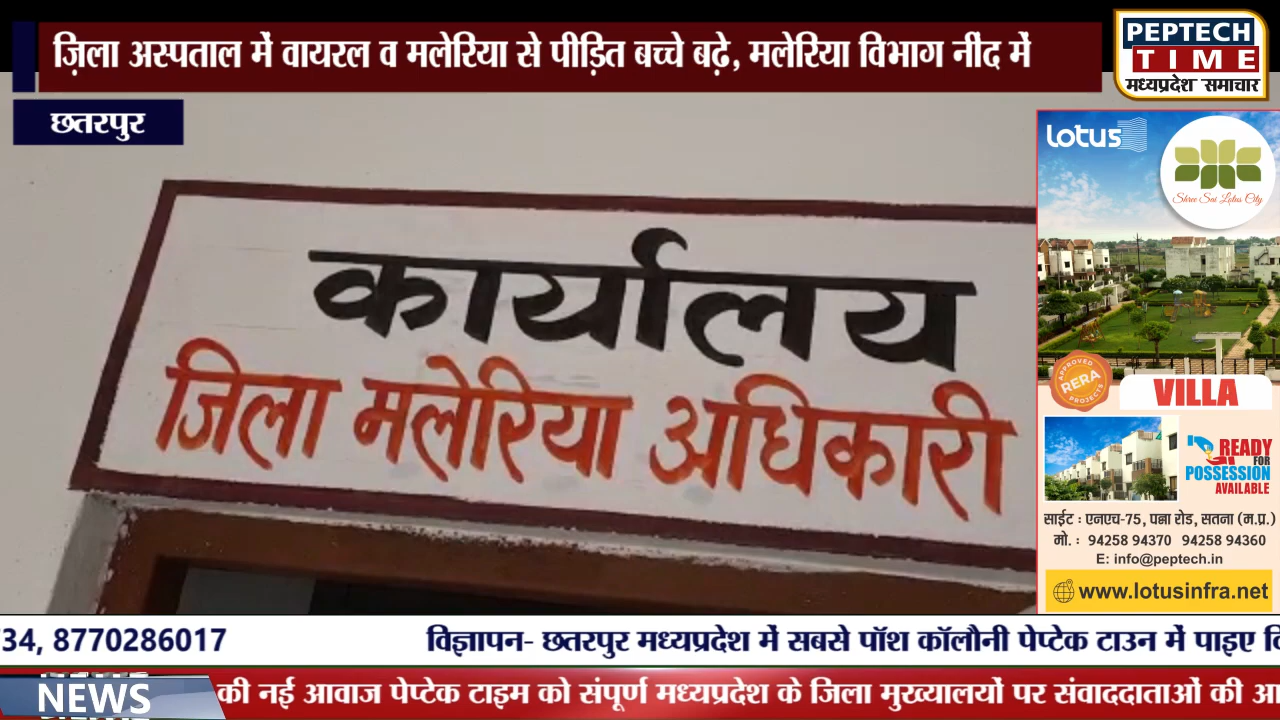 ज़िला अस्पताल में वायरल व मलेरिया से पीड़ित बच्चे बढ़े, मलेरिया विभाग नींद में
PEPTECH
TIME
मध्यप्रदेश समाचार
छतरपुर
lotus
Shree Sai Lotus City
कार्यालय
जिला मलेरिया अधिकारी
APPROVED
RERA
PROJECTS
VILLA
READY
FOR
POSSESSION
AVAILABLE
साईट : एनएच-75, पन्ना रोड, सतना (म.प्र.)
मो. : 94258 94370 94258 94360
E: info@peptech.in
www.lotusinfra.net
734, 8770286017 विज्ञापन- छतरपुर मध्यप्रदेश में सबसे पॉश कॉलौनी पेप्टेक टाउन में पाइए
NEWS की नई आवाज पेप्टेक टाइम को संपूर्ण मध्यप्रदेश के जिला मुख्यालयों पर संवाददाताओं की